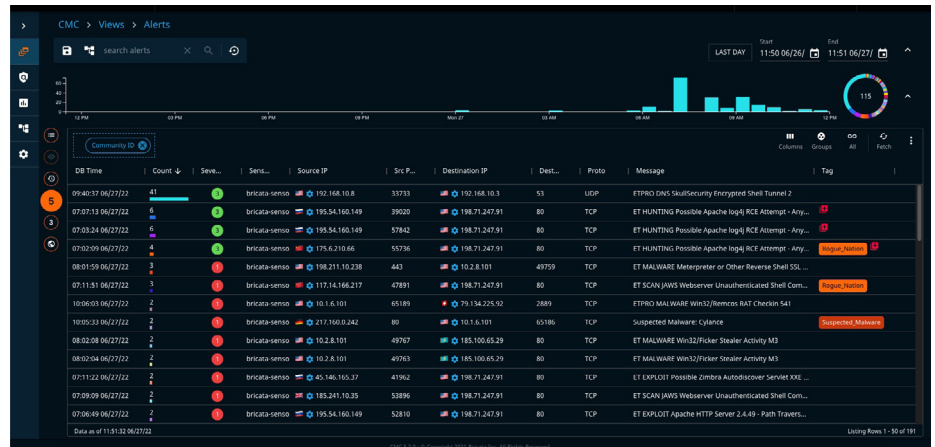 CMC > Views > Alerts
search alerts
LAST DAY
Start
11:50 06/26/
End
11:51 06/27/
60
40
20
12 PM 03 PM 06 PM 09 PM Mon 27 03 AM 06 AM 09 AM 12 PM
115
Community ID
Columns Groups All Fetch
5
3
DB Time Count Seve... Sens... Source IP Src P... Destination IP Dest... Proto Message Tag
09:40:37 06/27/22 41 3 bricata-senso 192.168.10.8 33733 192.168.10.3 53 UDP ETPRO DNS SkullSecurity Encrypted Shell Tunnel 2
07:07:13 06/27/22 6 3 bricata-senso 195.54.160.149 39020 198.71.247.91 80 TCP ET HUNTING Possible Apache log4j RCE Attempt - Any...
07:03:24 06/27/22 6 3 bricata-senso 195.54.160.149 57842 198.71.247.91 80 TCP ET HUNTING Possible Apache log4j RCE Attempt - Any...
07:02:09 06/27/22 4 3 bricata-senso 175.6.210.66 55736 198.71.247.91 80 TCP ET HUNTING Possible Apache log4j RCE Attempt - Any... Rogue_Nation
08:01:59 06/27/22 3 1 bricata-senso 198.211.10.238 443 10.2.8.101 49759 TCP ET MALWARE Meterpreter or Other Reverse Shell SSL ...
07:11:51 06/27/22 3 1 bricata-senso 117.14.166.217 47891 198.71.247.91 80 TCP ET SCAN JAWS Webserver Unauthenticated Shell Com... Rogue_Nation
10:06:03 06/27/22 2 1 bricata-senso 10.1.6.101 65189 79.134.225.92 2889 TCP ETPRO MALWARE Win32/Remcos RAT Checkin 541
10:05:33 06/27/22 2 1 bricata-senso 217.160.0.242 80 10.1.6.101 65186 TCP Suspected Malware: Cylance Suspected_Malware
08:02:08 06/27/22 2 1 bricata-senso 10.2.8.101 49767 185.100.65.29 80 TCP ET MALWARE Win32/Ficker Stealer Activity M3
08:02:04 06/27/22 2 1 bricata-senso 10.2.8.101 49763 185.100.65.29 80 TCP ET MALWARE Win32/Ficker Stealer Activity M3
07:11:22 06/27/22 2 1 bricata-senso 45.146.165.37 41962 198.71.247.91 80 TCP ET EXPLOIT Possible Zimbra Autodiscover Servlet XXE ...
07:09:09 06/27/22 2 1 bricata-senso 185.241.10.35 53896 198.71.247.91 80 TCP ET SCAN JAWS Webserver Unauthenticated Shell Com...
07:06:49 06/27/22 2 1 bricata-senso 195.54.160.149 52810 198.71.247.91 80 TCP ET EXPLOIT Apache HTTP Server 2.4.49 - Path Travers...
Data as of 11:51:32 06/27/22 Listing Rows 1 - 50 of 191